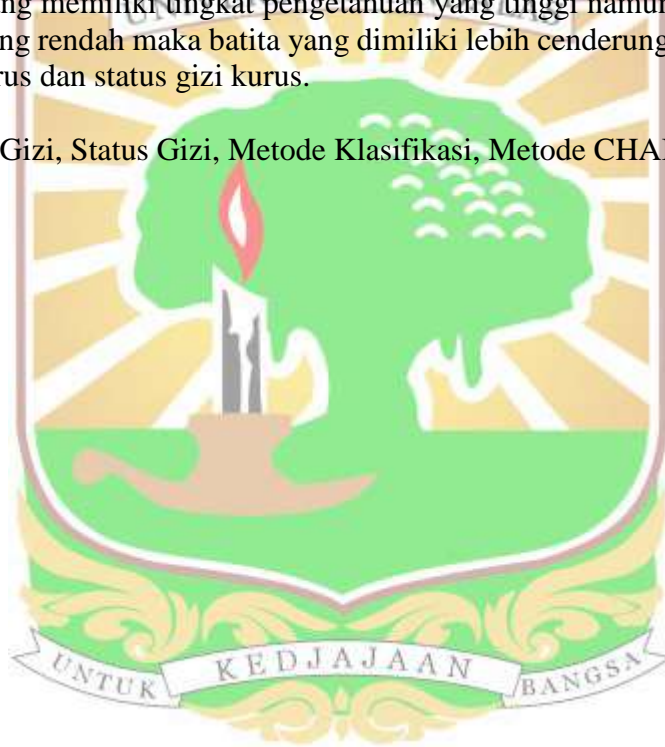 ng memiliki tingkat pengetahuan yang tinggi namun
ng rendah maka batita yang dimiliki lebih cenderung
rus dan status gizi kurus.
Gizi, Status Gizi, Metode Klasifikasi, Metode CHAI
UNTUK KEDJAJAAN BANGSA